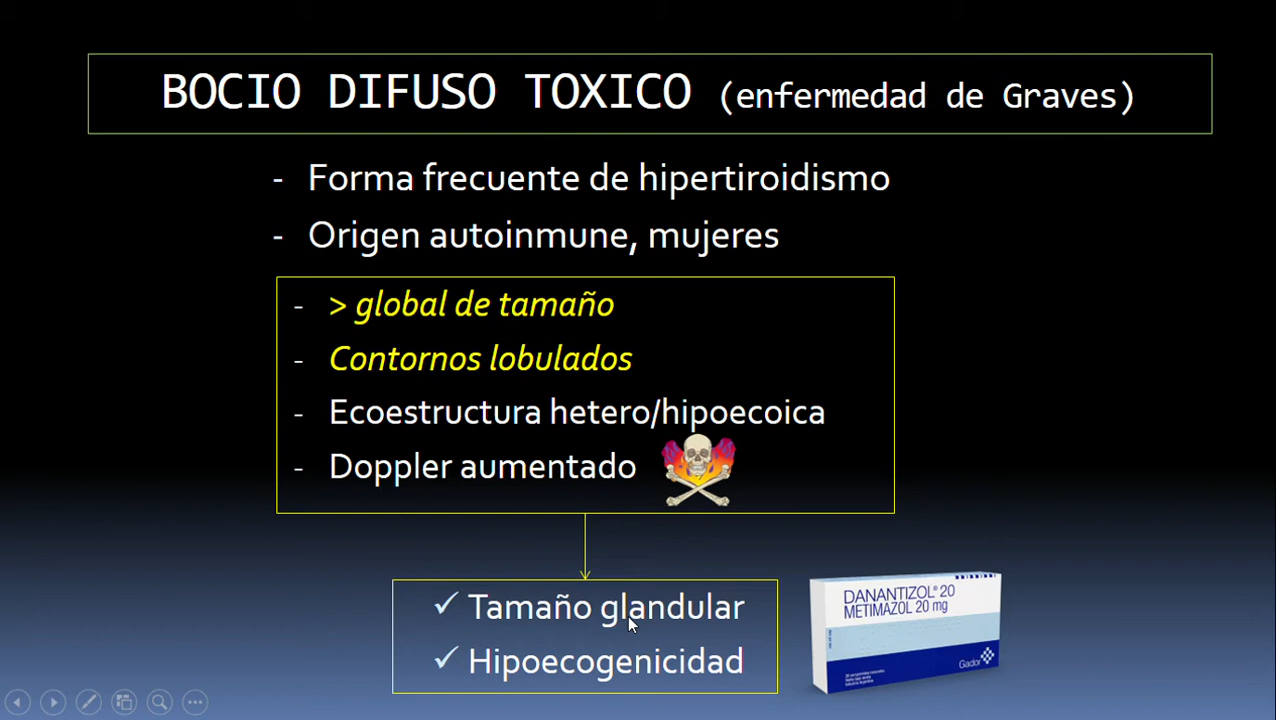 BOCIO DIFUSO TOXICO (enfermedad de Graves)
- Forma frecuente de hipertiroidismo
- Origen autoinmune, mujeres
- > global de tamaño
- Contornos lobulados
- Ecoestructura hetero/hipoecoica
- Doppler aumentado
✓ Tamaño glandular
✓ Hipoecogenicidad
DANANTIZOL® 20
METIMAZOL 20 mg
Gador